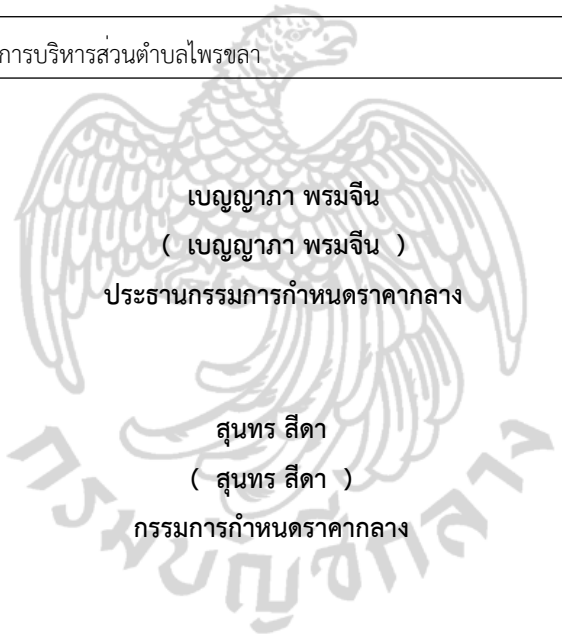 การบริหารส่วนตำบลไพรขลา
เบญญาภา พรมจีน
( เบญญาภา พรมจีน )
ประธานกรรมการกำหนดราคากลาง
สุนทร สีดา
( สุนทร สีดา )
กรรมการกำหนดราคากลาง
กรมบัญชีกลาง